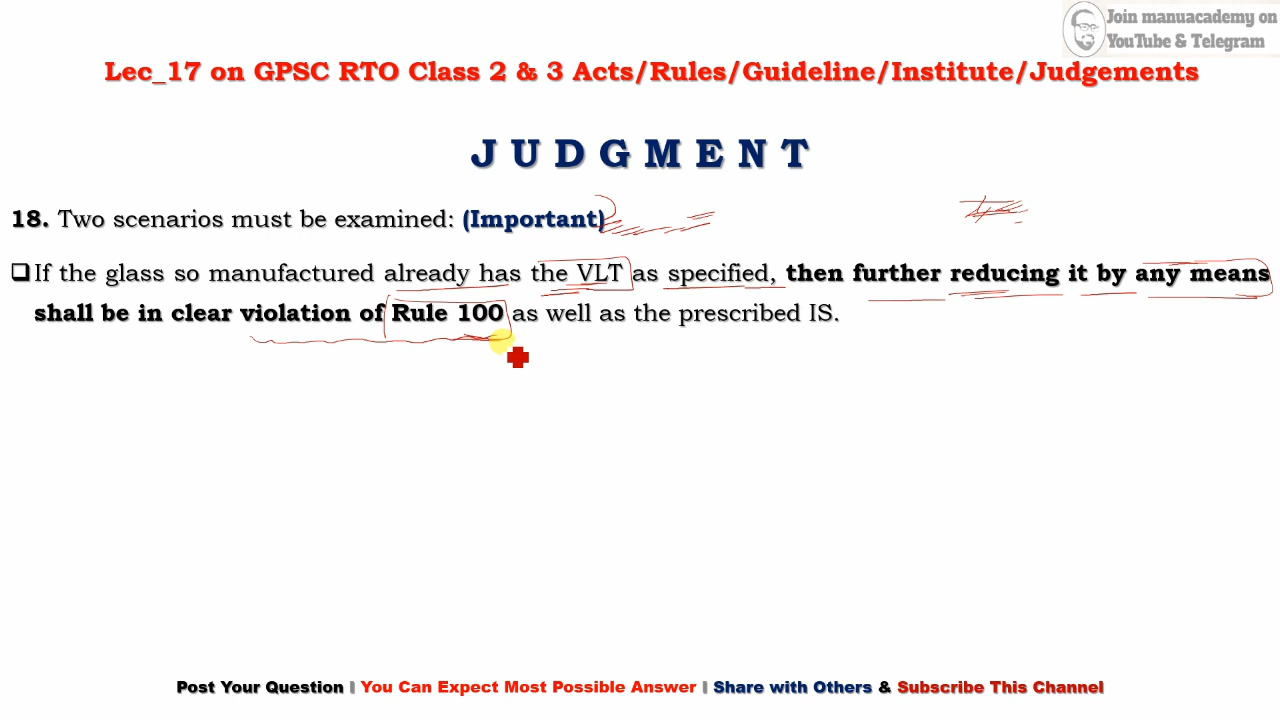 Join manuacademy on
YouTube & Telegram
Lec_17 on GPSC RTO Class 2 & 3 Acts/Rules/Guideline/Institute/Judgements
JUDGMENT
18. Two scenarios must be examined: (Important)
❑If the glass so manufactured already has the VLT as specified, then further reducing it by any means
shall be in clear violation of Rule 100 as well as the prescribed IS.
Post Your Question | You Can Expect Most Possible Answer | Share with Others & Subscribe This Channel